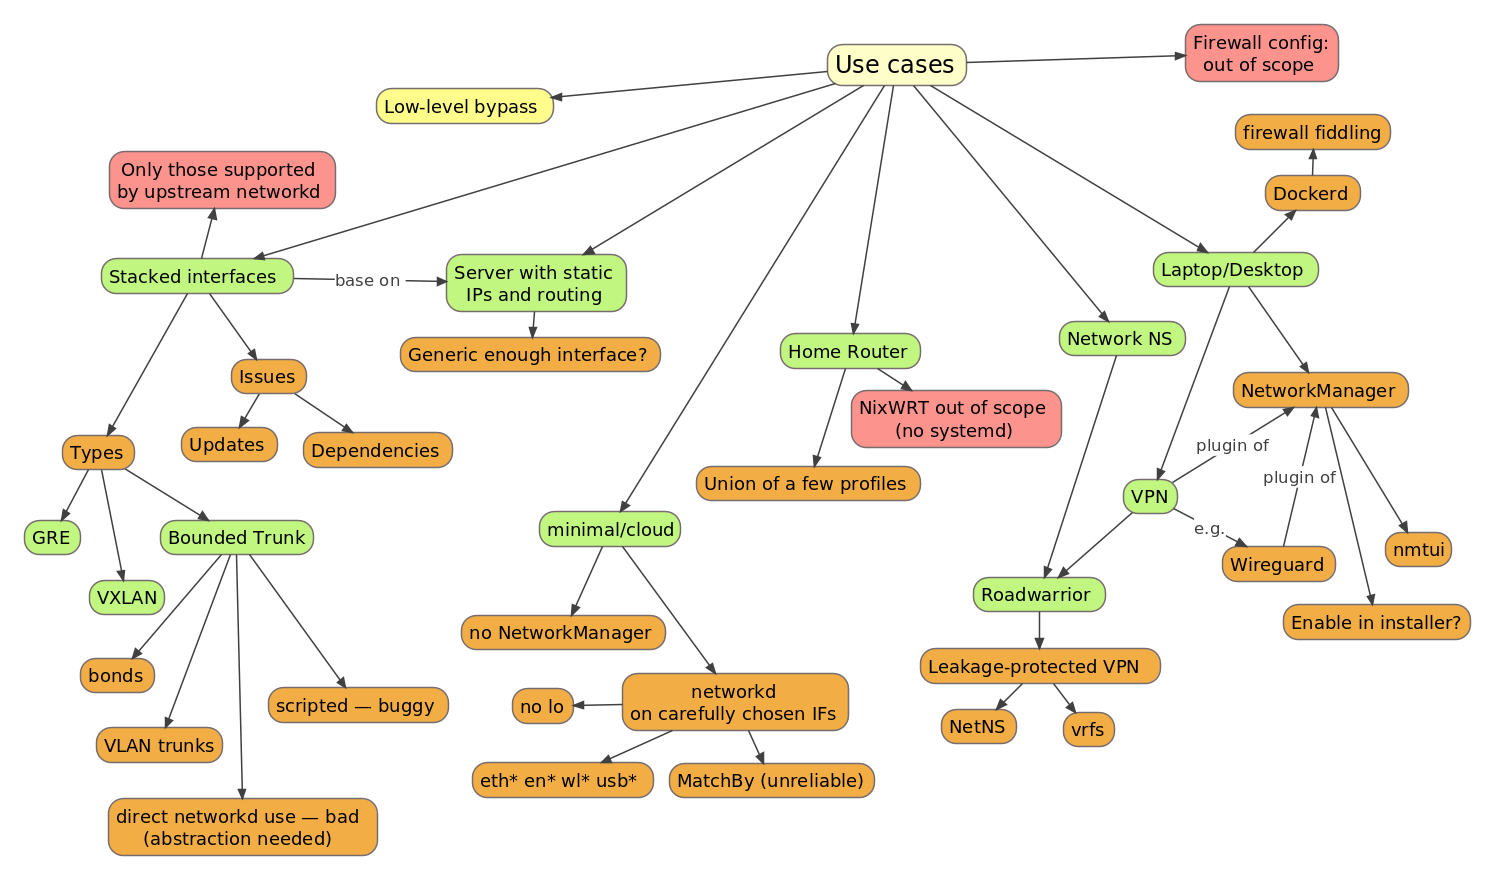 Use cases
Firewall config:
out of scope
Low-level bypass
firewall fiddling
Only those supported
by upstream networkd
Dockerd
Stacked interfaces
base on
Server with static
IPs and routing
Laptop/Desktop
Generic enough interface?
Home Router
Network NS
Issues
NixWRT out of scope
(no systemd)
NetworkManager
Updates
Dependencies
Types
Union of a few profiles
plugin of
plugin of
VPN
e.g.
GRE
Bounded Trunk
minimal/cloud
nmtui
Wireguard
VXLAN
Roadwarrior
Enable in installer?
no NetworkManager
bonds
Leakage-protected VPN
scripted — buggy
no lo
networkd
on carefully chosen IFs
NetNS
vrfs
VLAN trunks
eth* en* wl* usb*
MatchBy (unreliable)
direct networkd use — bad
(abstraction needed)